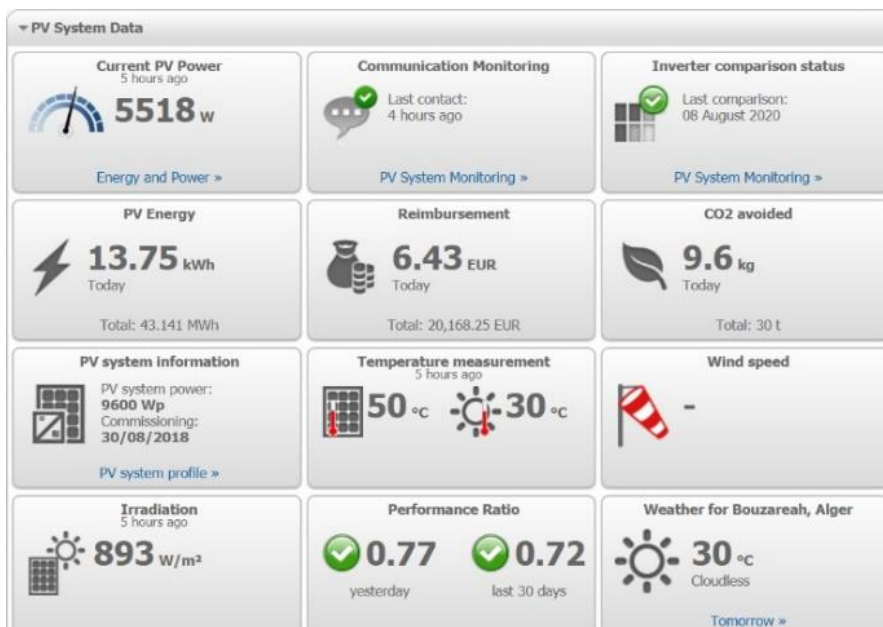 PV System Data
Current PV Power
5 hours ago
5518 W
Energy and Power »
Communication Monitoring
Last contact:
4 hours ago
PV System Monitoring »
Inverter comparison status
Last comparison:
08 August 2020
PV System Monitoring »
PV Energy
13.75 kWh
Today
Total: 43.141 MWh
Reimbursement
6.43 EUR
Today
Total: 20,168.25 EUR
CO2 avoided
9.6 kg
Today
Total: 30 t
PV system information
PV system power:
9600 Wp
Commissioning:
30/08/2018
PV system profile »
Temperature measurement
5 hours ago
50 °C 30 °C
Wind speed
-
Irradiation
5 hours ago
893 W/m²
Performance Ratio
0.77 0.72
yesterday last 30 days
Weather for Bouzareah, Alger
30 °C
Cloudless
Tomorrow »